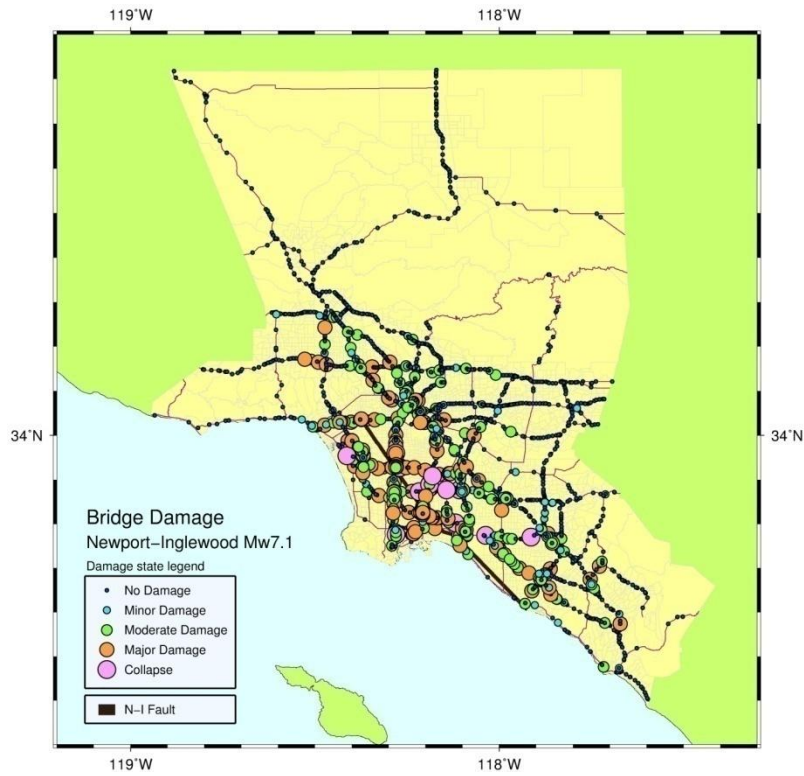 119˚W
118˚W
34˚N
34˚N
Bridge Damage
Newport-Inglewood Mw7.1
Damage state legend
No Damage
Minor Damage
Moderate Damage
Major Damage
Collapse
N-I Fault
119˚W
118˚W